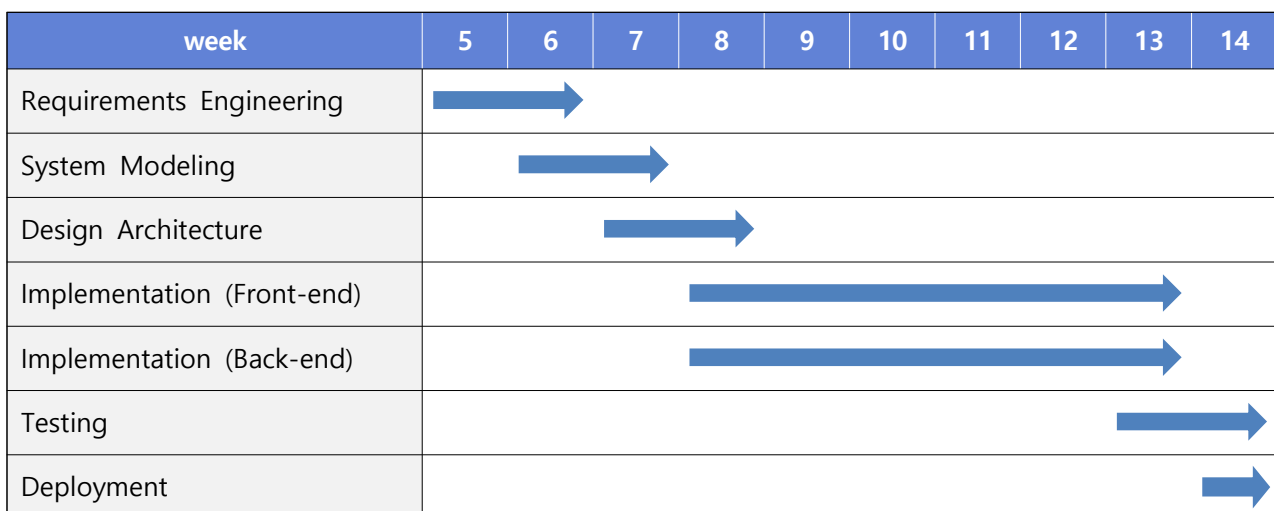 week 5 6 7 8 9 10 11 12 13 14
Requirements Engineering
System Modeling
Design Architecture
Implementation (Front-end)
Implementation (Back-end)
Testing
Deployment